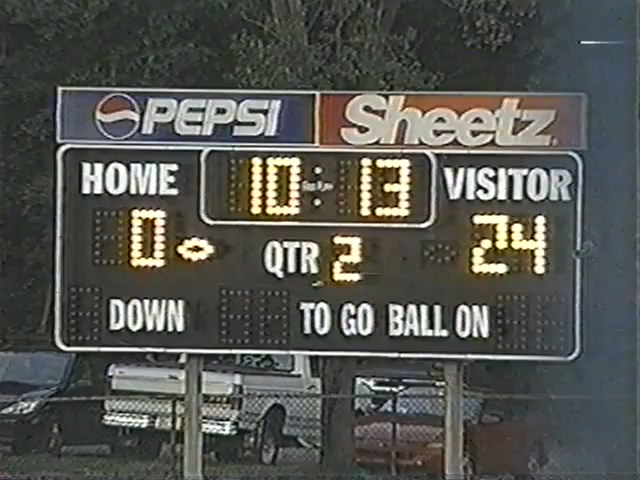 PEPSI Sheetz
HOME 10:13 VISITOR
0 QTR 2 24
DOWN TO GO BALL ON